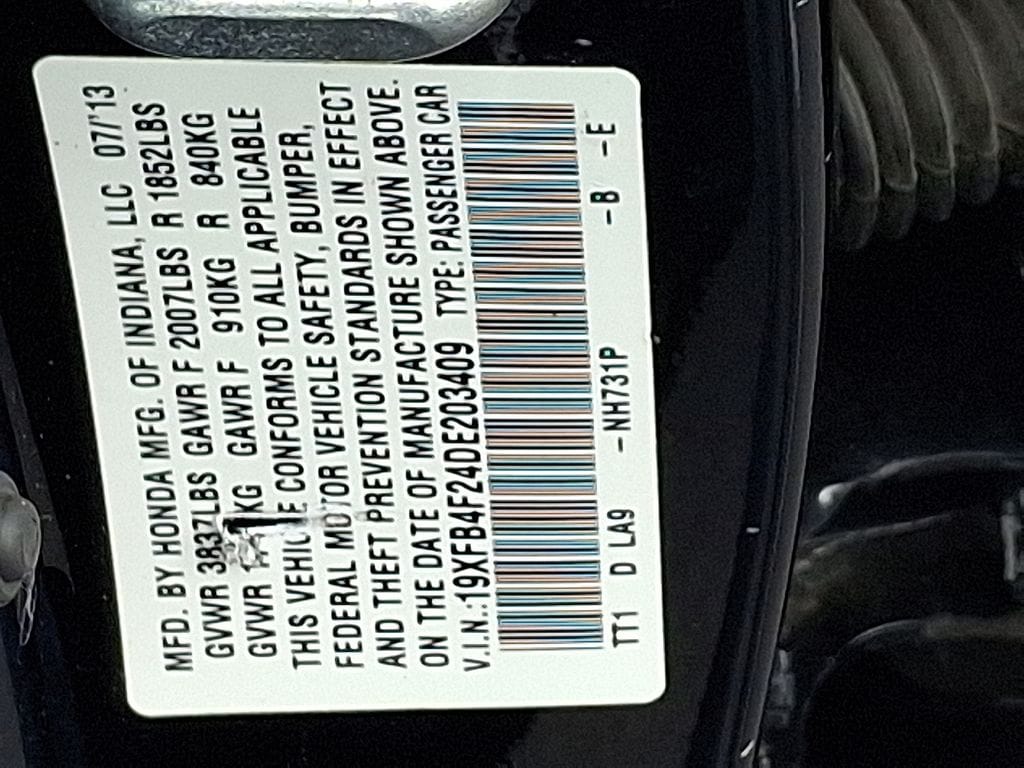 MFD. BY HONDA MFG. OF INDIANA, LLC 07/'13
GVWR 3837LBS GAWR F 2007LBS R 1852LBS
GVWR KG GAWR F 910KG R 840KG
THIS VEHICLE CONFORMS TO ALL APPLICABLE
FEDERAL MOTOR VEHICLE SAFETY, BUMPER,
AND THEFT PREVENTION STANDARDS IN EFFECT
ON THE DATE OF MANUFACTURE SHOWN ABOVE.
V.I.N.:19XFB4F24DE203409 TYPE: PASSENGER CAR
TT1 D LA9 -NH731P -B -E